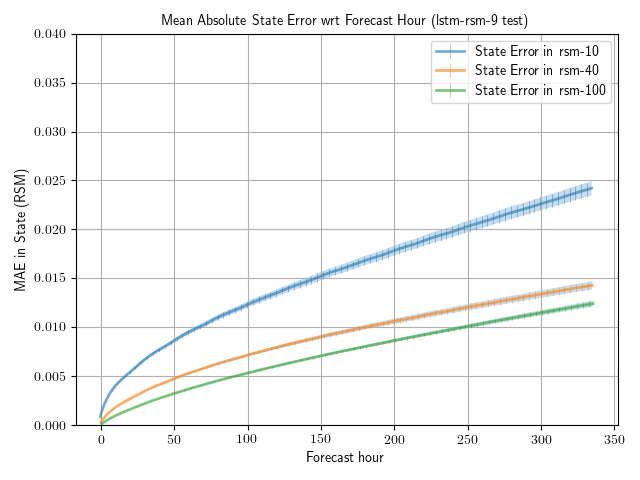 Mean Absolute State Error wrt Forecast Hour (lstm-rsm-9 test)
0.040
0.035
0.030
0.025
0.020
0.015
0.010
0.005
0.000
MAE in State (RSM)
State Error in rsm-10
State Error in rsm-40
State Error in rsm-100
0 50 100 150 200 250 300 350
Forecast hour